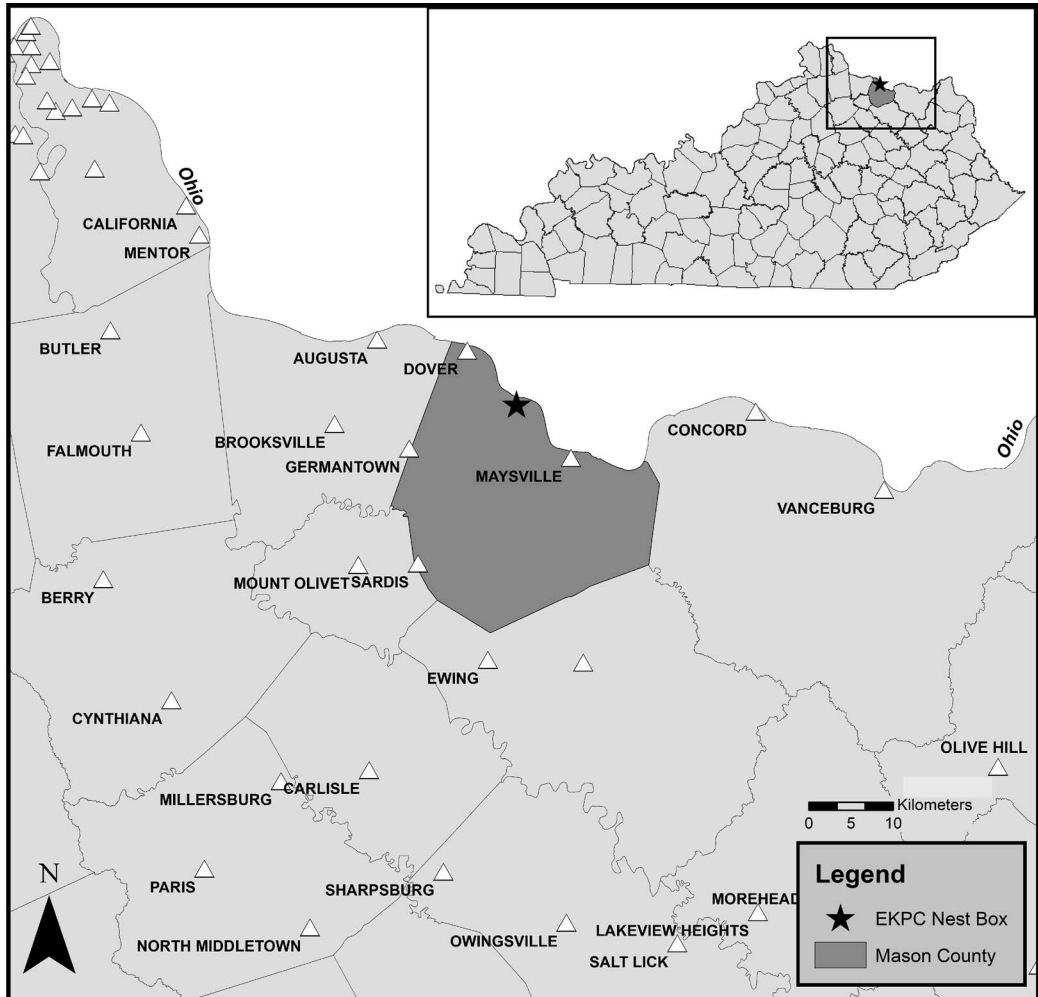 Ohio
CALIFORNIA
MENTOR
BUTLER
AUGUSTA
DOVER
FALMOUTH
BROOKSVILLE
GERMANTOWN
MAYSVILLE
CONCORD
Ohio
VANCEBURG
BERRY
MOUNT OLIVET
SARDIS
EWING
CYNTHIANA
OLIVE HILL
MILLERSBURG
CARLISLE
Kilometers
0 5 10
N
PARIS
SHARPSBURG
MOREHEAD
NORTH MIDDLETOWN
OWINGSVILLE
LAKEVIEW HEIGHTS
SALT LICK
Legend
EKPC Nest Box
Mason County